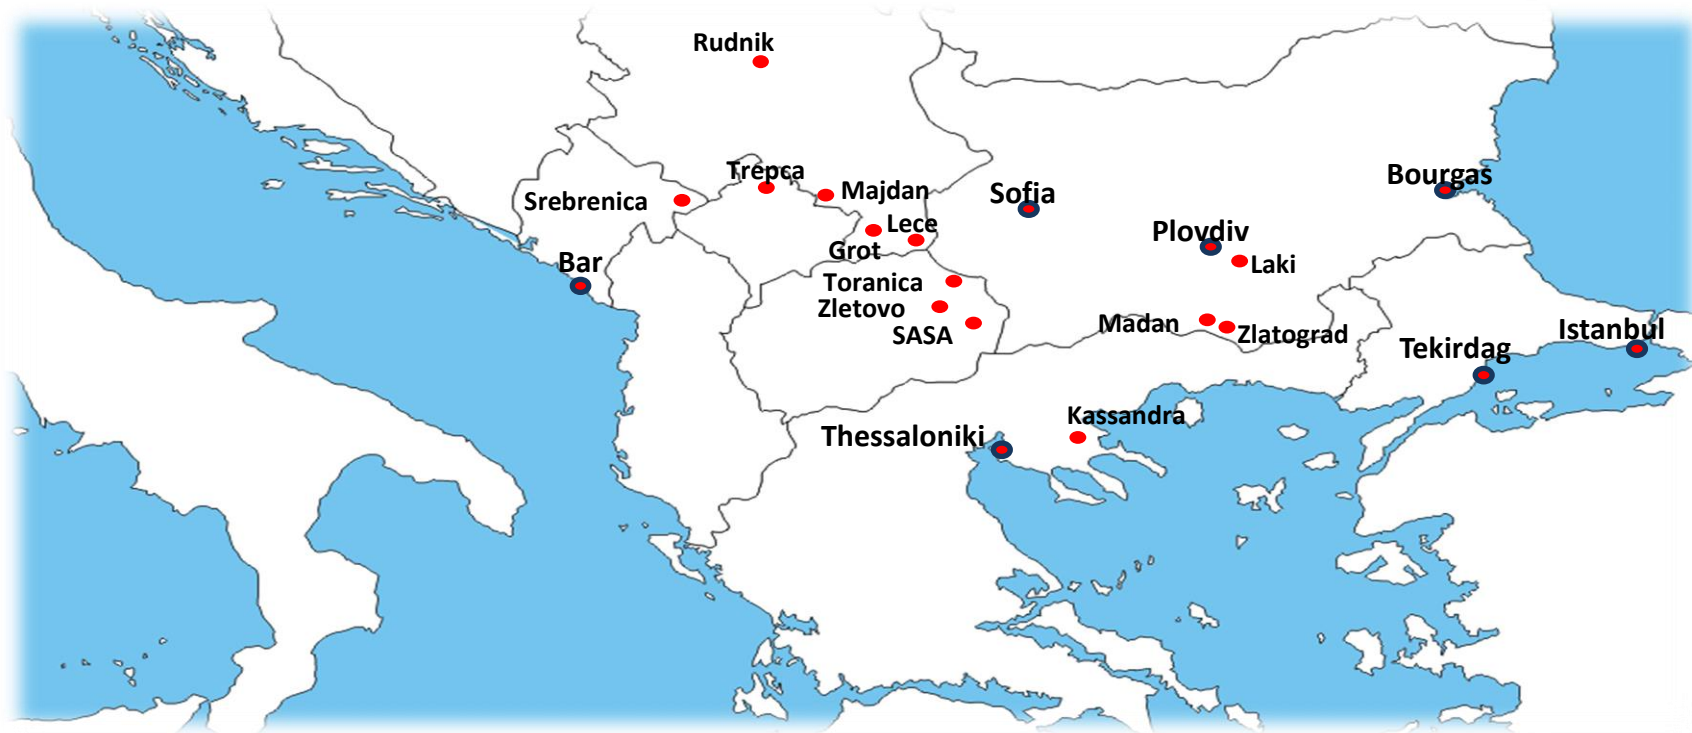 Rudnik
Trepca
Majdan
Srebrenica
Sofia
Bourgas
Lece
Plovdiv
Grot
Bar
Laki
Toranica
Zletovo
SASA
Madan
Zlatograd
Istanbul
Tekirdag
Kassandra
Thessaloniki